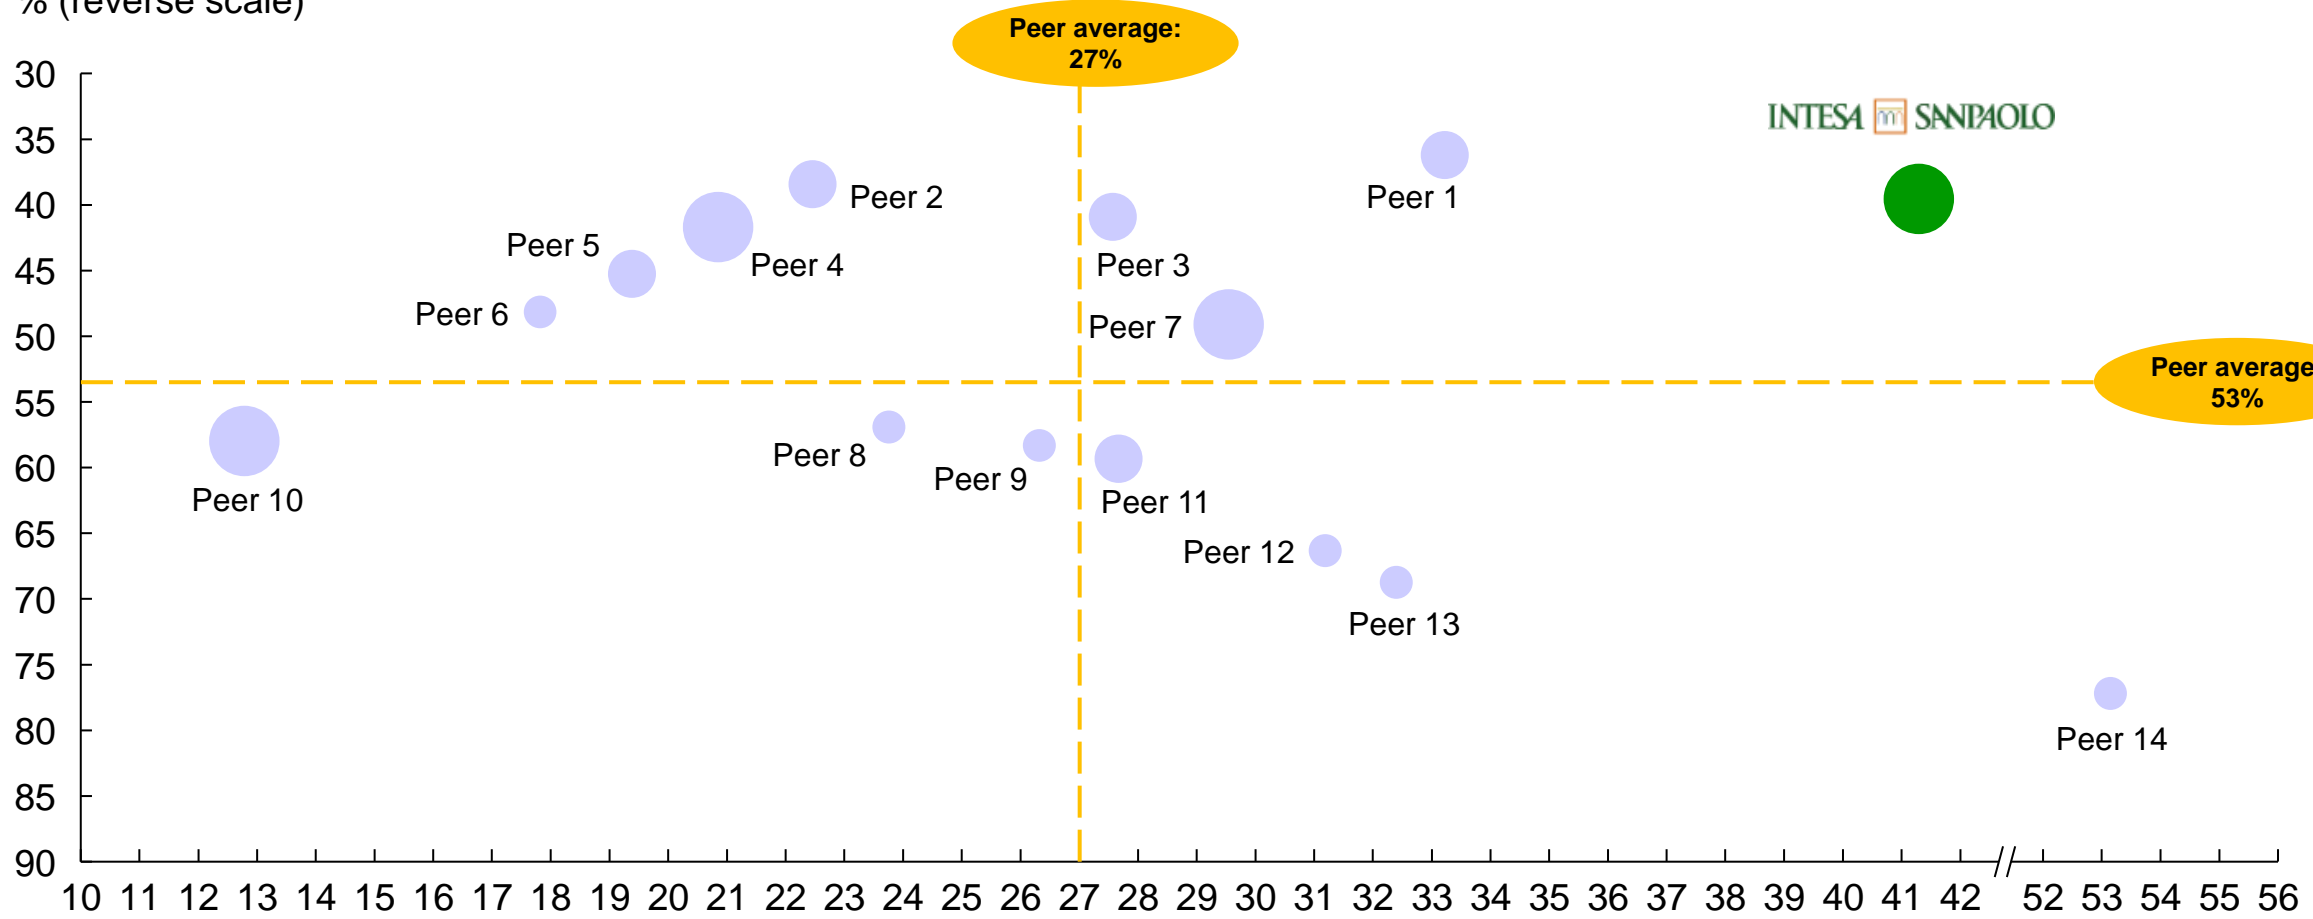 % (reverse scale)
Peer average:
27%
30
INTESA SANPAOLO
35
Peer 1
40
Peer 2
Peer 5
Peer 4
Peer 3
45
Peer 6
Peer 7
50
Peer average
53%
55
Peer 8
60
Peer 9
Peer 10
Peer 11
65
Peer 12
70
Peer 13
75
80
Peer 14
85
90
10 11 12 13 14 15 16 17 18 19 20 21 22 23 24 25 26 27 28 29 30 31 32 33 34 35 36 37 38 39 40 41 42 52 53 54 55 56